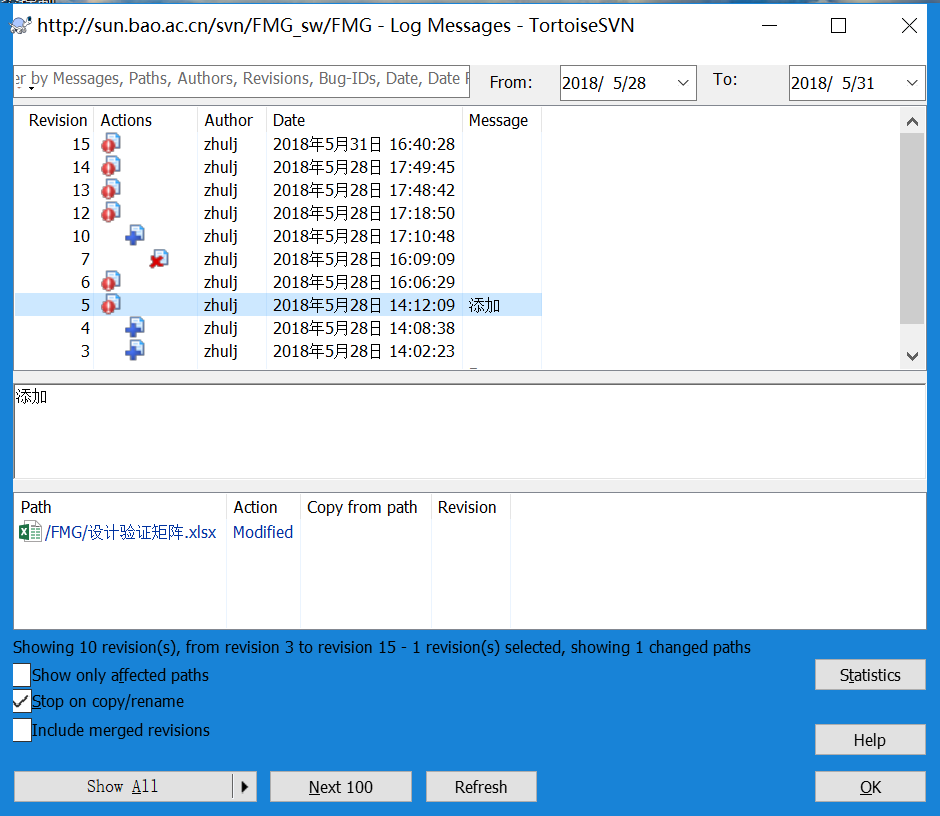 http://sun.bao.ac.cn/svn/FMG_sw/FMG - Log Messages - TortoiseSVN
er by Messages, Paths, Authors, Revisions, Bug-IDs, Date, Date From: 2018/ 5/28 To: 2018/ 5/31
Revision Actions Author Date Message
15 zhulj 2018年5月31日 16:40:28
14 zhulj 2018年5月28日 17:49:45
13 zhulj 2018年5月28日 17:48:42
12 zhulj 2018年5月28日 17:18:50
10 zhulj 2018年5月28日 17:10:48
7 zhulj 2018年5月28日 16:09:09
6 zhulj 2018年5月28日 16:06:29
5 zhulj 2018年5月28日 14:12:09 添加
4 zhulj 2018年5月28日 14:08:38
3 zhulj 2018年5月28日 14:02:23
添加
Path Action Copy from path Revision
/FMG/设计验证矩阵.xlsx Modified
Showing 10 revision(s), from revision 3 to revision 15 - 1 revision(s) selected, showing 1 changed paths
Show only affected paths
Statistics
Stop on copy/rename
Include merged revisions
Help
Show All Next 100 Refresh OK